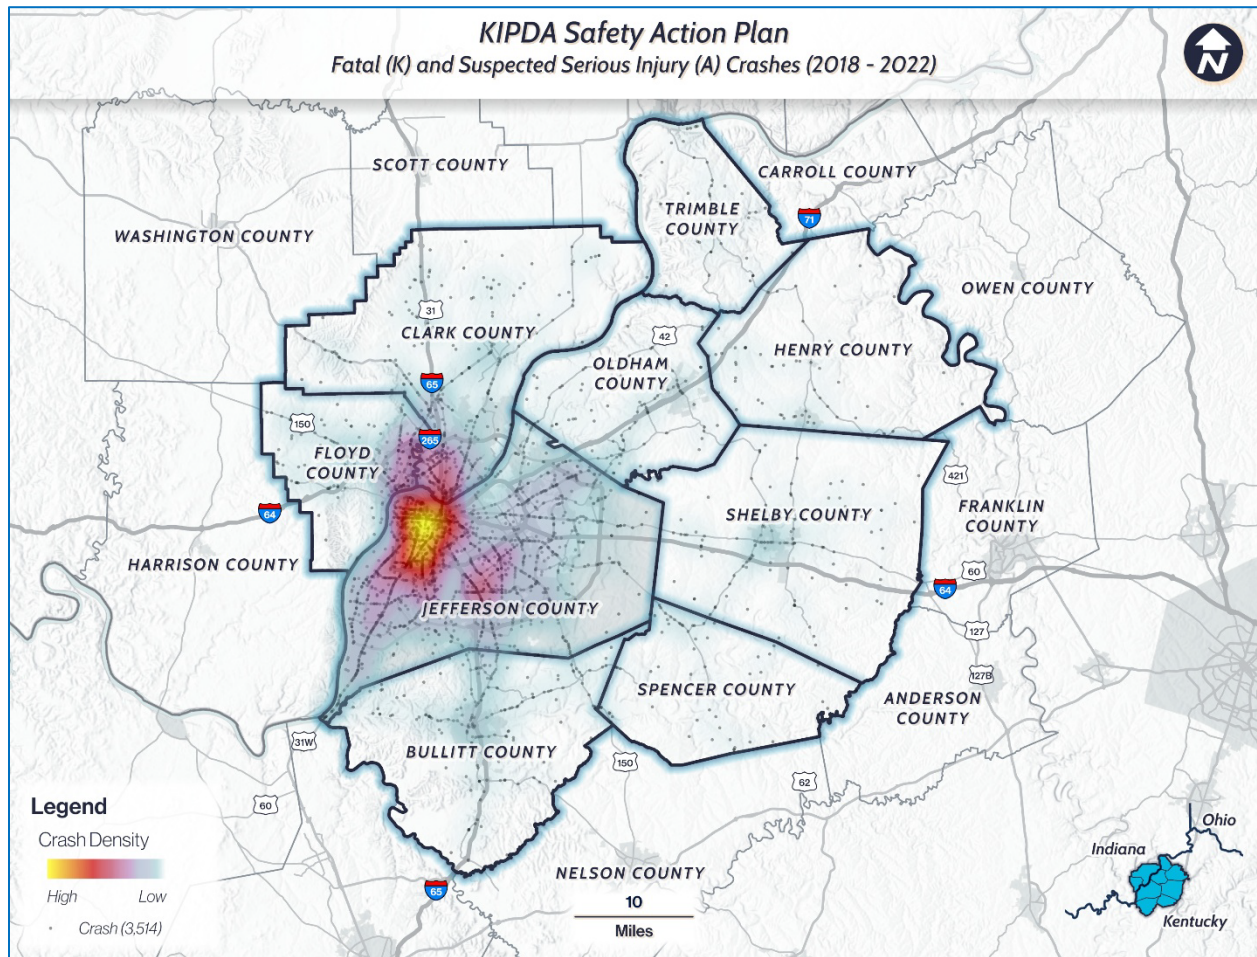 KIPDA Safety Action Plan
Fatal (K) and Suspected Serious Injury (A) Crashes (2018 - 2022)
N
SCOTT COUNTY
CARROLL COUNTY
TRIMBLE
COUNTY
71
WASHINGTON COUNTY
OWEN COUNTY
31
CLARK COUNTY
42
HENRY COUNTY
OLDHAM
COUNTY
65
150
265
FLOYD
COUNTY
421
64
SHELBY COUNTY
FRANKLIN
COUNTY
HARRISON COUNTY
60
64
JEFFERSON COUNTY
127
127B
SPENCER COUNTY
ANDERSON
COUNTY
31W
BULLITT COUNTY
150
62
60
Legend
Crash Density
High Low
Crash (3,514)
65
NELSON COUNTY
10
Miles
Ohio
Indiana
Kentucky